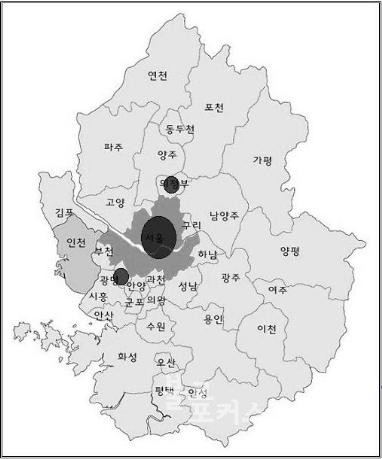 연천
포천
동두천
파주
양주
가평
의정부
고양
남양주
김포
구리
서울
인천
부천
양평
하남
광명
과천
광주
안양
성남
시흥
여주
군포
의왕
안산
용인
수원
이천
화성
오산
평택
안성
포커스